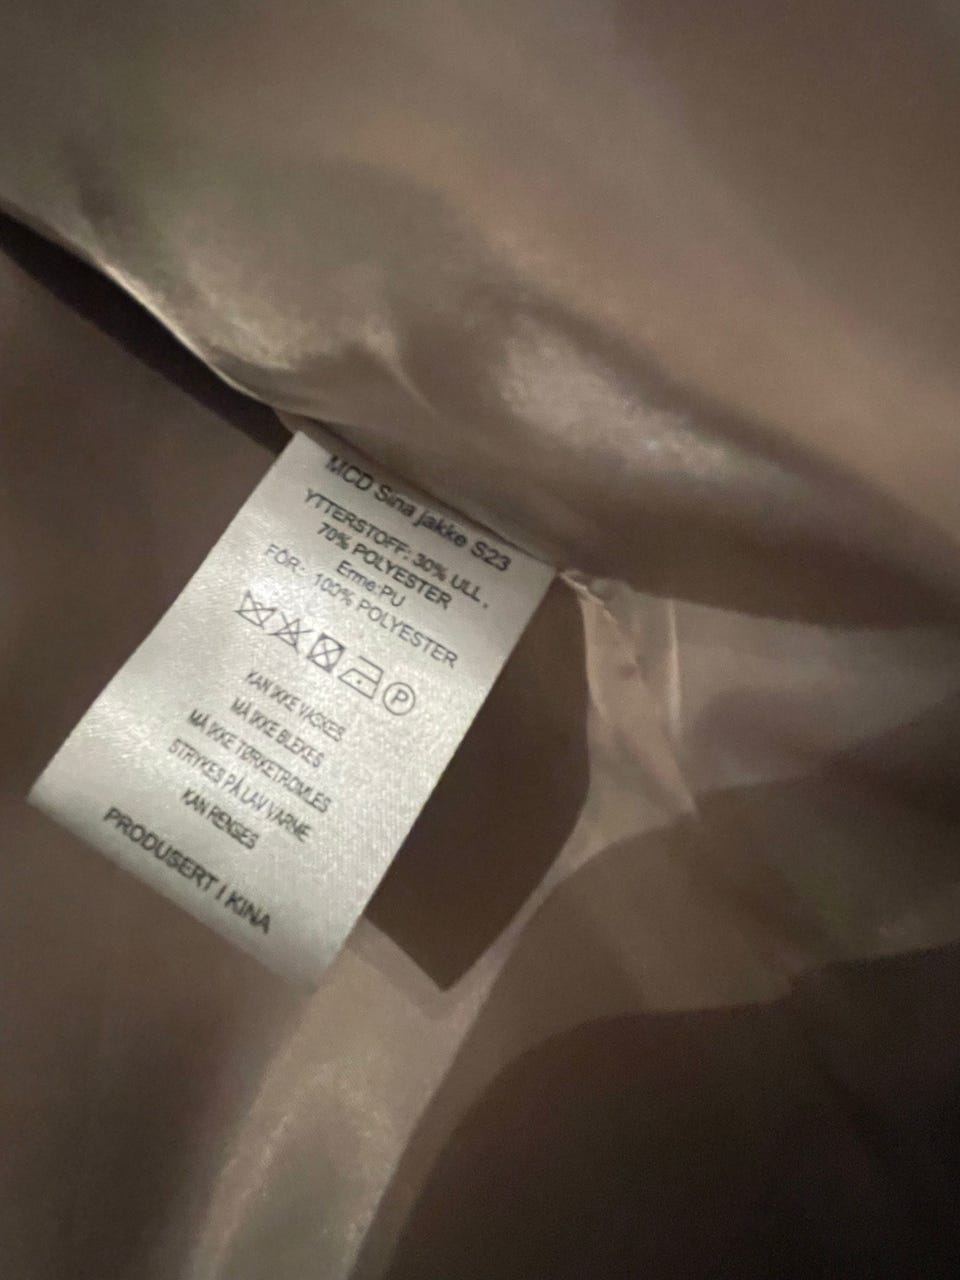 MCD Sina jakke S23
YTTERSTOFF: 30% ULL,
70% POLYESTER
Erme:PU
FÔR: 100% POLYESTER
P
KAN IKKE VASKES
MÅ IKKE BLEKES
MÅ IKKE TØRKETROMLES
STRYKES PÅ LAV VARME
KAN RENSES
PRODUSERT I KINA